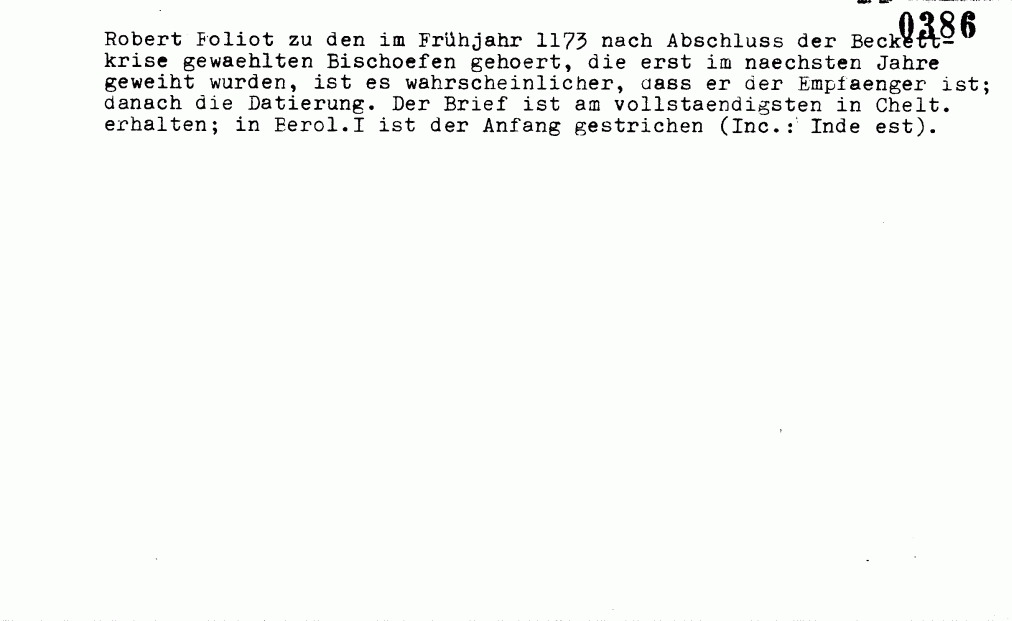 0386
Robert Foliot zu den im Frühjahr 1173 nach Abschluss der Beckett-
krise gewaehlten Bischoefen gehoert, die erst im naechsten Jahre
geweiht wurden, ist es wahrscheinlicher, dass er der Empfaenger ist;
danach die Datierung. Der Brief ist am vollstaendigsten in Chelt.
erhalten; in Berol.I ist der Anfang gestrichen (Inc.: Inde est).